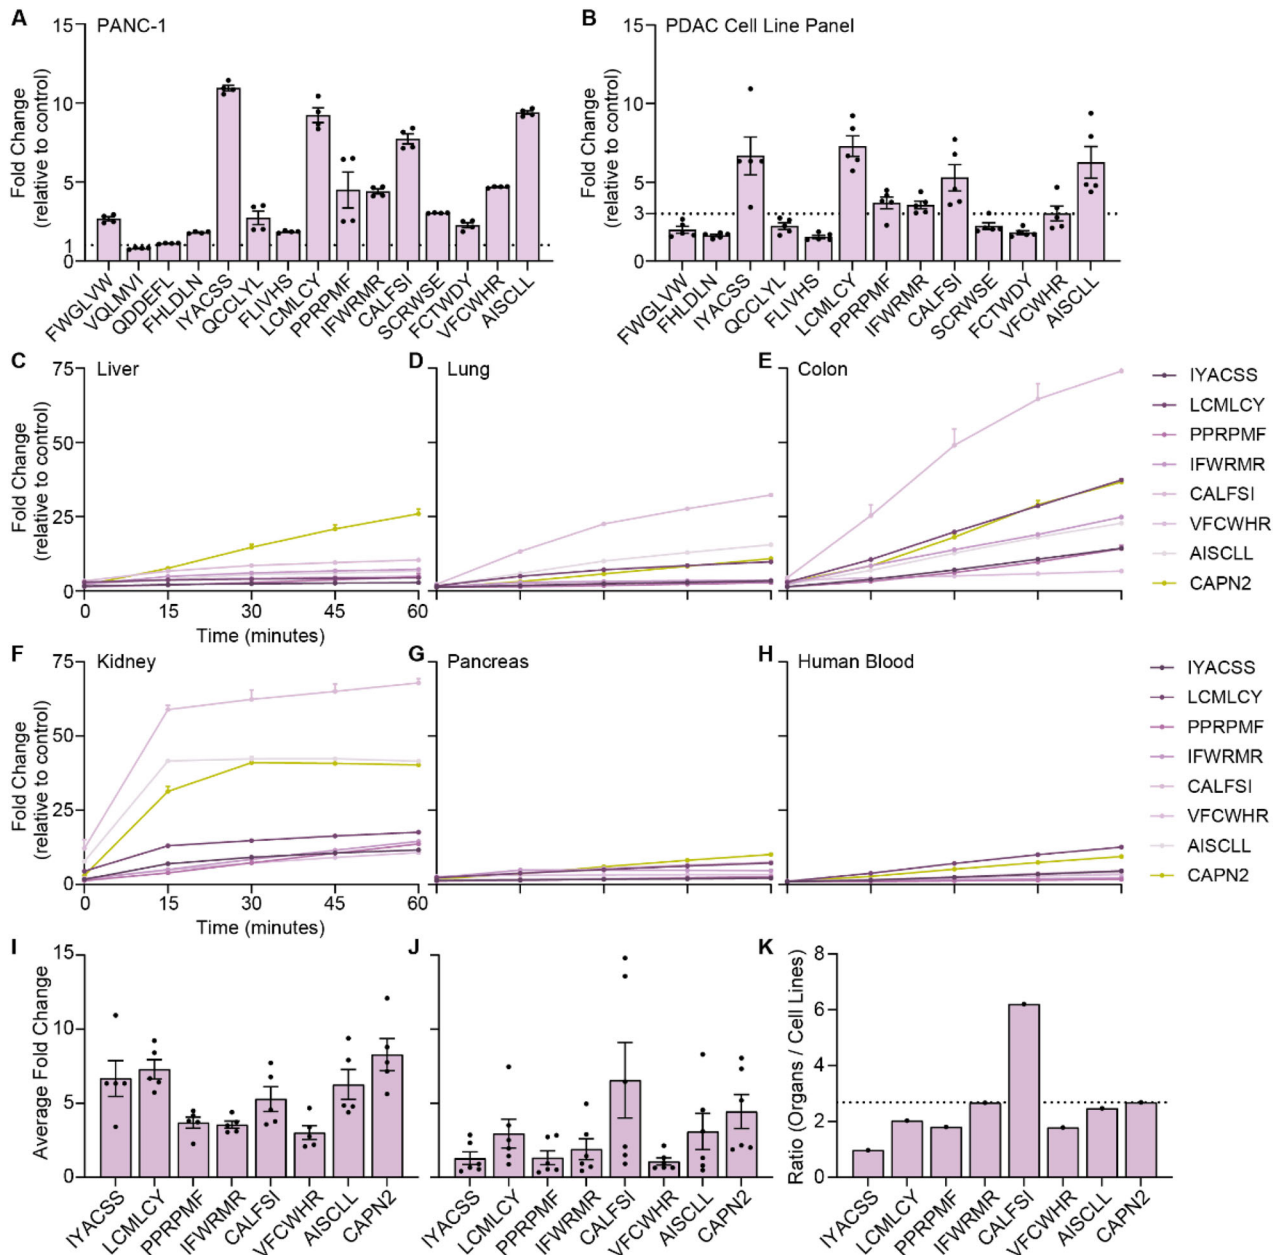 A
PANC-1
Fold Change
(relative to control)
15
10
5
1
0
FWGLVW
VQLMVI
QDDEFL
FHLDLN
IYACSS
QCCLYL
FLIVHS
LCMLCY
PPRPMF
IFWRMR
CALFSI
SCRWSE
FCTWDY
VFCWHR
AISCLL
B
PDAC Cell Line Panel
Fold Change
(relative to control)
15
10
5
3
0
FWGLVW
FHLDLN
IYACSS
QCCLYL
FLIVHS
LCMLCY
PPRPMF
IFWRMR
CALFSI
SCRWSE
FCTWDY
VFCWHR
AISCLL
C
Liver
Fold Change
(relative to control)
75
50
25
0
0 15 30 45 60
Time (minutes)
D
Lung
E
Colon
IYACSS
LCMLCY
PPRPMF
IFWRMR
CALFSI
VFCWHR
AISCLL
CAPN2
F
Kidney
Fold Change
(relative to control)
75
50
25
0
0 15 30 45 60
Time (minutes)
G
Pancreas
H
Human Blood
IYACSS
LCMLCY
PPRPMF
IFWRMR
CALFSI
VFCWHR
AISCLL
CAPN2
I
Average Fold Change
15
10
5
0
IYACSS
LCMLCY
PPRPMF
IFWRMR
CALFSI
VFCWHR
AISCLL
CAPN2
J
IYACSS
LCMLCY
PPRPMF
IFWRMR
CALFSI
VFCWHR
AISCLL
CAPN2
K
Ratio (Organs / Cell Lines)
8
6
4
2
0
IYACSS
LCMLCY
PPRPMF
IFWRMR
CALFSI
VFCWHR
AISCLL
CAPN2